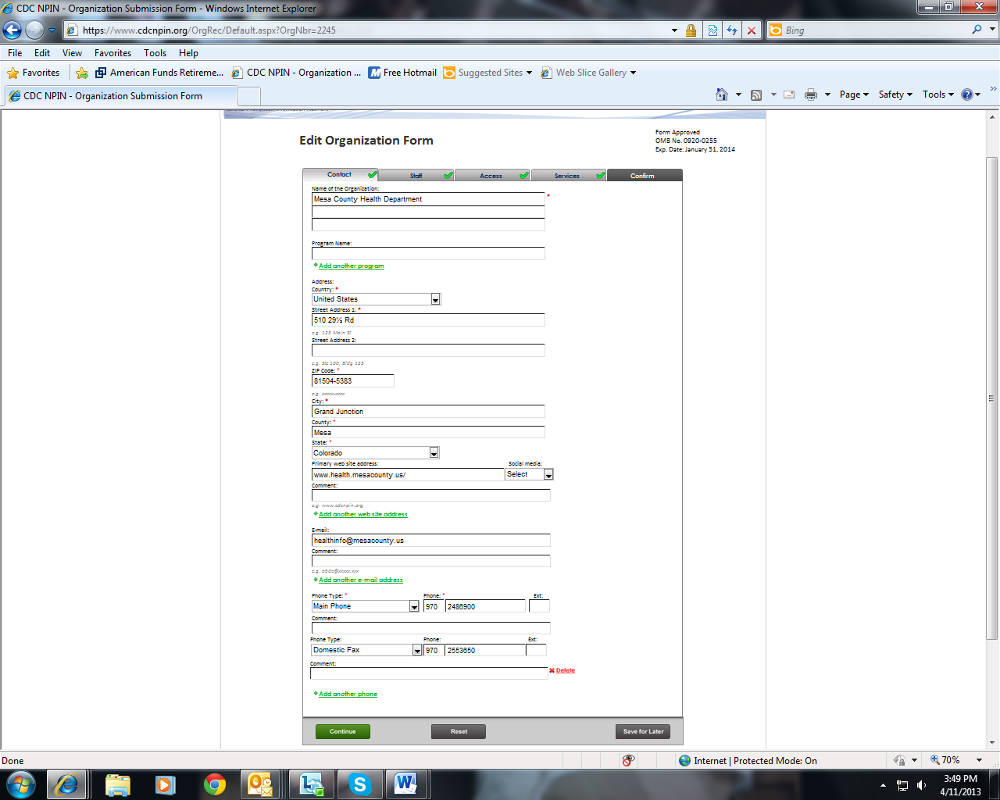 CDC NPIN - Organization Submission Form - Windows Internet Explorer
https://www.cdcnpin.org/OrgRec/Default.aspx?OrgNbr=2245
Bing
File Edit View Favorites Tools Help
Favorites American Funds Retireme... CDC NPIN - Organization ... Free Hotmail Suggested Sites Web Slice Gallery
CDC NPIN - Organization Submission Form
Page Safety Tools
Form Approved
OMB No. 0920-0255
Exp. Date: January 31, 2014
Edit Organization Form
Contact Staff Access Services Confirm
Name of the Organization:
Mesa County Health Department *
Program Name:
Add another program
Address:
Country: *
United States
Street Address 1: *
510 29½ Rd
e.g. 123 Main St
Street Address 2:
e.g. Ste 100, Bldg 123
ZIP Code: *
81504-5383
e.g. xxxxx-xxxx
City: *
Grand Junction
County: *
Mesa
State: *
Colorado
Primary web site address: Social media:
www.health.mesacounty.us/ Select
Comment:
e.g. www.cdcnpin.org
Add another web site address
E-mail:
healthinfo@mesacounty.us
Comment:
e.g. abdc@xxxxx.xxx
Add another e-mail address
Phone Type: * Phone: * Ext:
Main Phone 970 2486900
Comment:
Phone Type: Phone: Ext:
Domestic Fax 970 2553650
Comment:
Delete
Add another phone
Continue Reset Save for Later
Done Internet | Protected Mode: On 70%
3:49 PM
4/11/2013